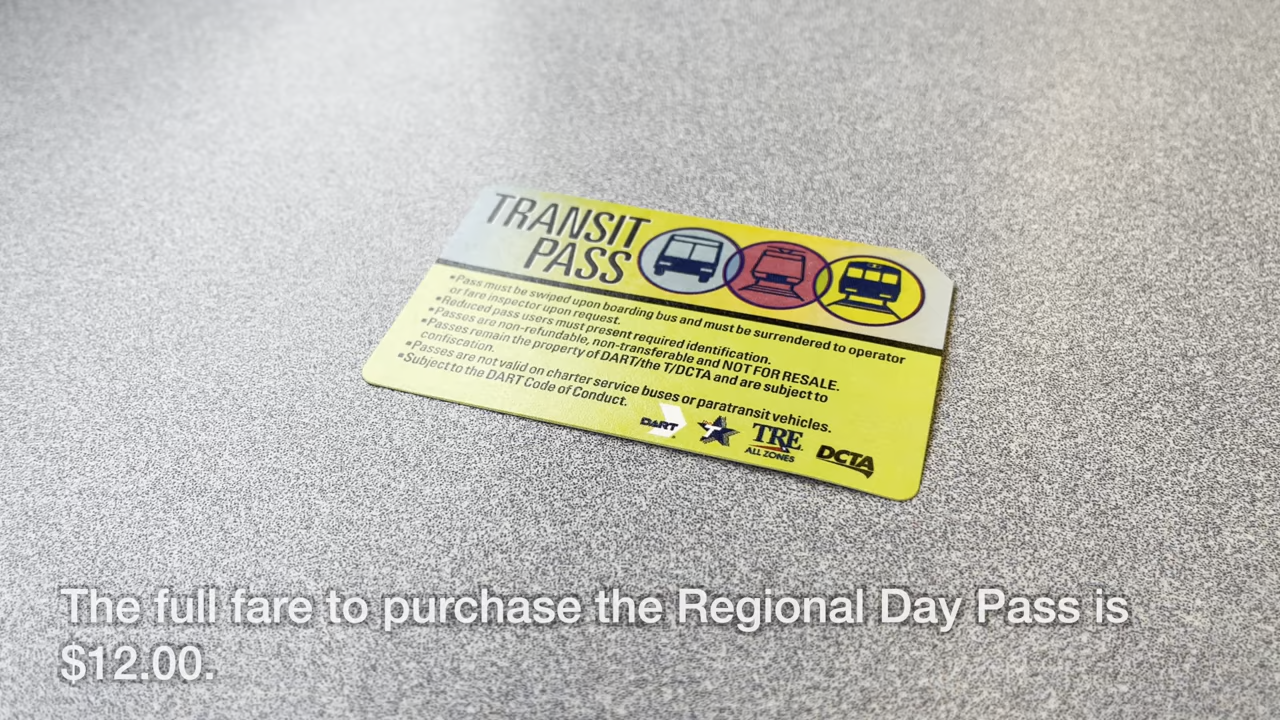 TRANSIT
PASS
•Pass must be swiped upon boarding bus and must be surrendered to operator
or fare inspector upon request.
•Reduced pass users must present required identification.
•Passes are non-refundable, non-transferable and NOT FOR RESALE.
•Passes remain the property of DART/the T/DCTA and are subject to
confiscation.
•Passes are not valid on charter service buses or paratransit vehicles.
•Subject to the DART Code of Conduct.
DART
T
TRE
ALL ZONES
DCTA
The full fare to purchase the Regional Day Pass is
$12.00.